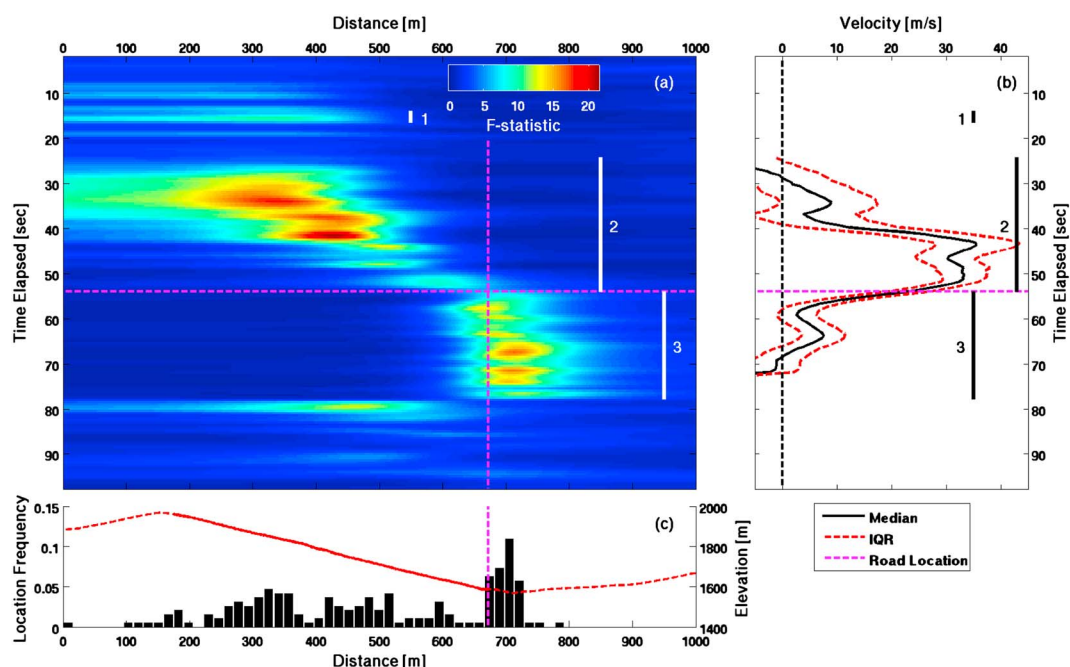 Distance [m]
Velocity [m/s]
0 100 200 300 400 500 600 700 800 900 1000
0 10 20 30 40
(a)
(b)
0 5 10 15 20
F-statistic
1
1
2
2
3
3
Time Elapsed [sec]
10
20
30
40
50
60
70
80
90
10
20
30
40
50
60
70
80
90
Time Elapsed [sec]
Location Frequency
0.15
0.1
0.05
0
(c)
2000
1800
1600
1400
Elevation [m]
0 100 200 300 400 500 600 700 800 900 1000
Distance [m]
Median
IQR
Road Location